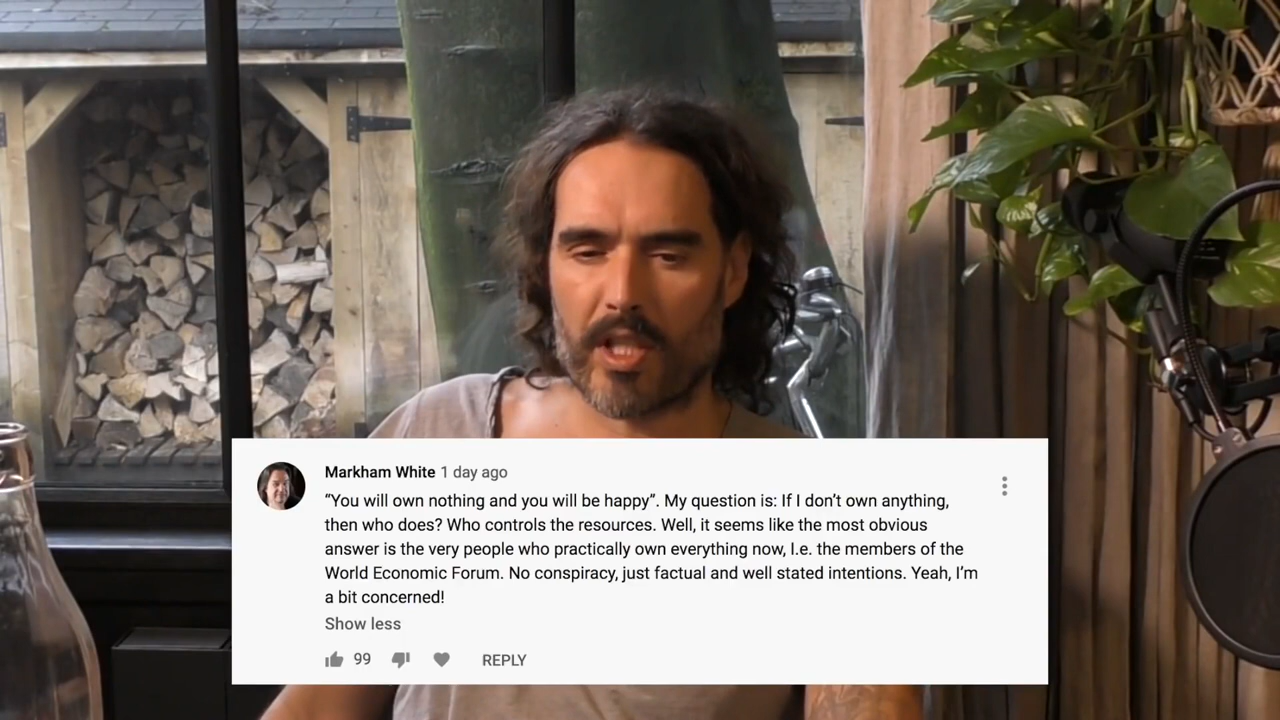 Markham White 1 day ago
“You will own nothing and you will be happy”. My question is: If I don’t own anything,
then who does? Who controls the resources. Well, it seems like the most obvious
answer is the very people who practically own everything now, I.e. the members of the
World Economic Forum. No conspiracy, just factual and well stated intentions. Yeah, I’m
a bit concerned!
Show less
99
REPLY